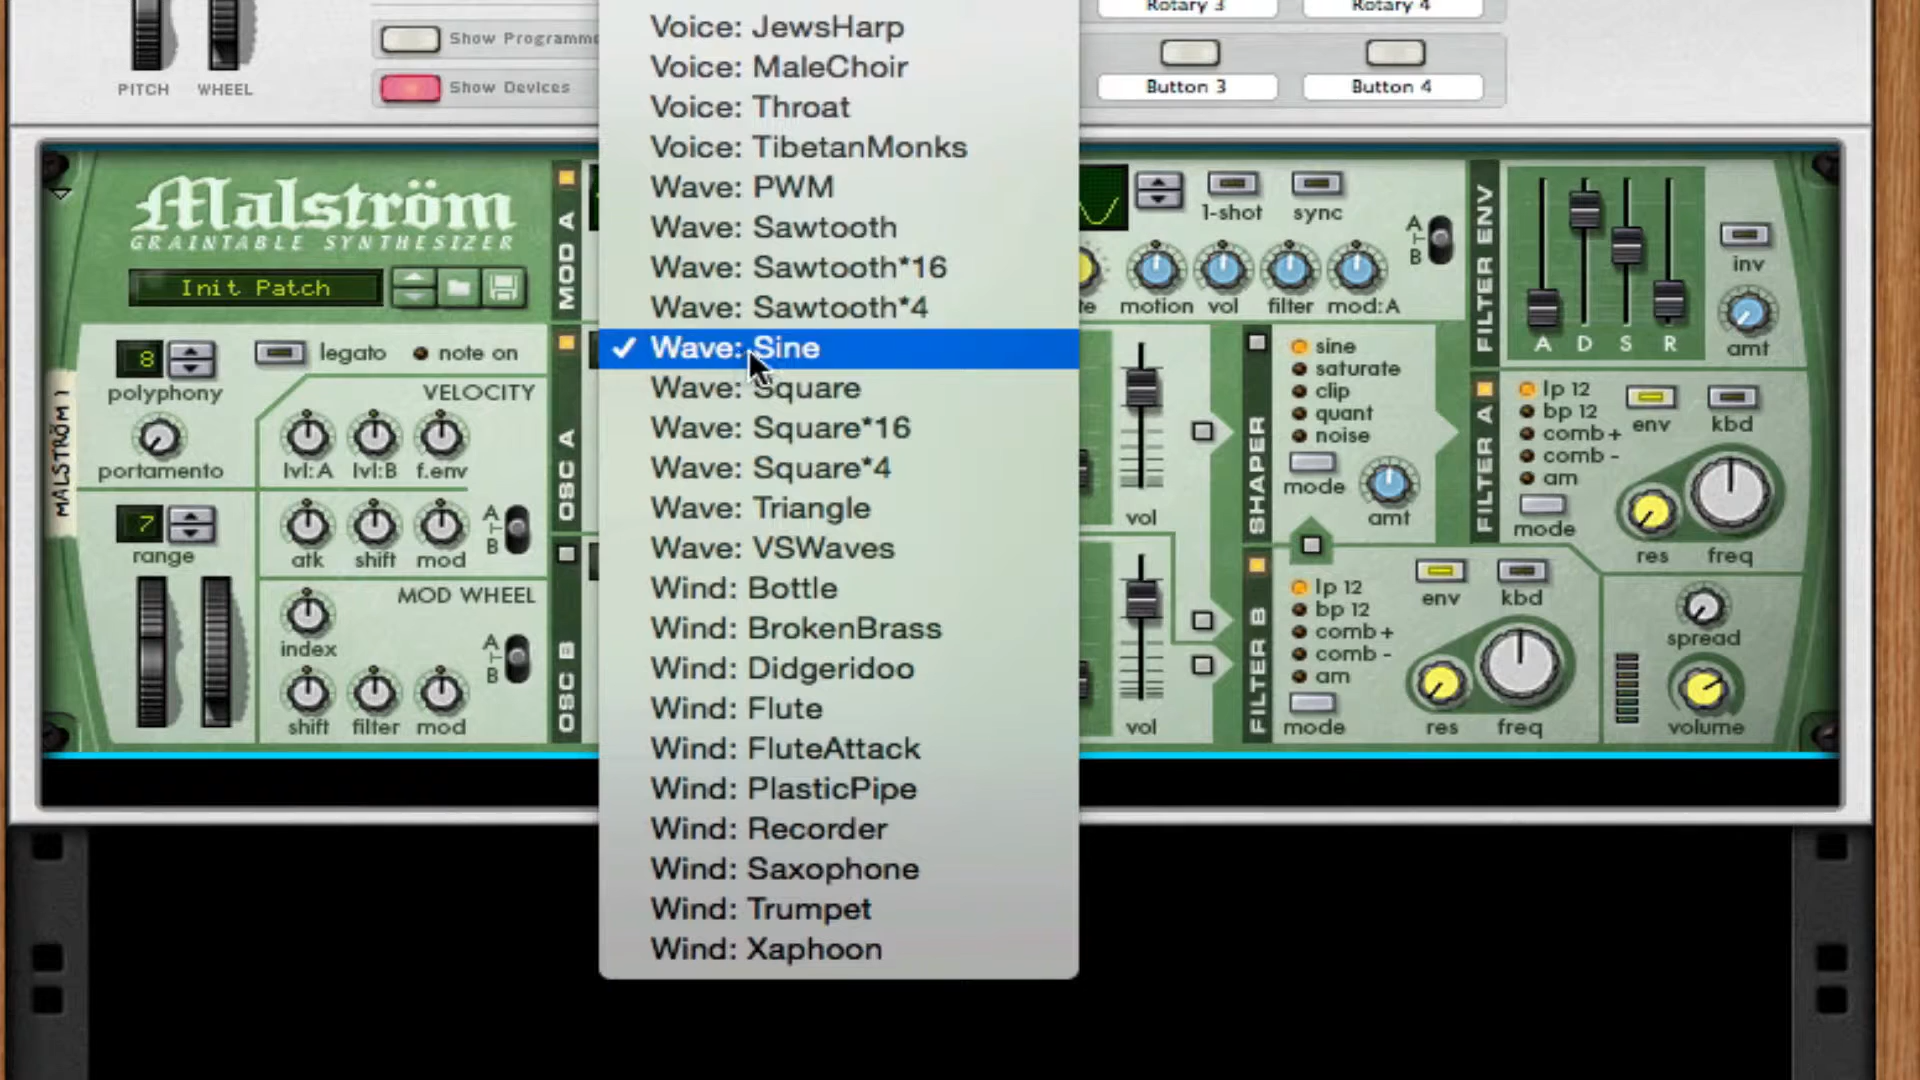 Rotary 3
Rotary 4
Show Programme
Show Devices
PITCH
WHEEL
Button 3
Button 4
Voice: JewsHarp
Voice: MaleChoir
Voice: Throat
Voice: TibetanMonks
Wave: PWM
Wave: Sawtooth
Wave: Sawtooth*16
Wave: Sawtooth*4
✓ Wave: Sine
Wave: Square
Wave: Square*16
Wave: Square*4
Wave: Triangle
Wave: VSWaves
Wind: Bottle
Wind: BrokenBrass
Wind: Didgeridoo
Wind: Flute
Wind: FluteAttack
Wind: PlasticPipe
Wind: Recorder
Wind: Saxophone
Wind: Trumpet
Wind: Xaphoon
Malström
GRAINTABLE SYNTHESIZER
Init Patch
MALSTRÖM 1
8
polyphony
legato
note on
portamento
VELOCITY
lvl:A
lvl:B
f.env
7
range
atk
shift
mod
A
B
MOD WHEEL
index
A
B
shift
filter
mod
MOD A
OSC A
OSC B
1-shot
sync
te
motion
vol
filter
mod:A
A
B
vol
vol
SHAPER
sine
saturate
clip
quant
noise
mode
amt
FILTER B
lp 12
bp 12
comb +
comb -
am
mode
env
kbd
res
freq
FILTER ENV
A
D
S
R
inv
amt
FILTER A
lp 12
bp 12
comb +
comb -
am
mode
env
kbd
res
freq
spread
volume